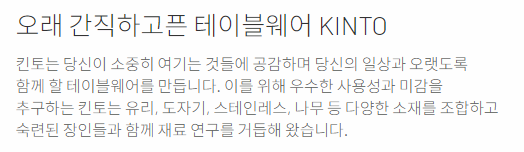 오래 간직하고픈 테이블웨어 KINTO
킨토는 당신이 소중히 여기는 것들에 공감하며 당신의 일상과 오랫도록
함께 할 테이블웨어를 만듭니다. 이를 위해 우수한 사용성과 미감을
추구하는 킨토는 유리, 도자기, 스테인레스, 나무 등 다양한 소재를 조합하고
숙련된 장인들과 함께 재료 연구를 거듭해 왔습니다.